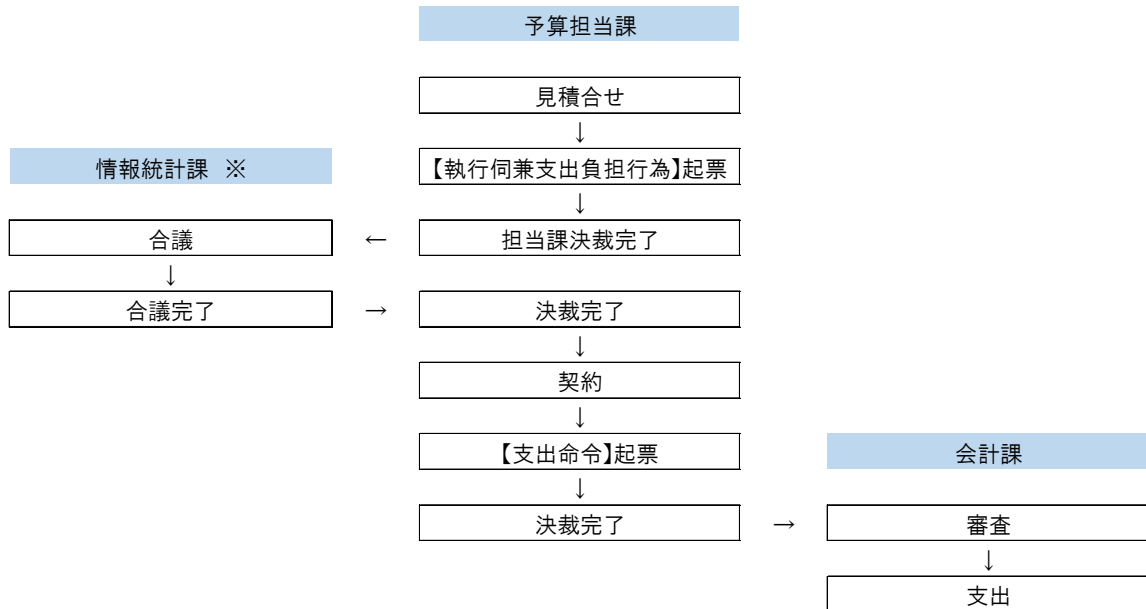 予算担当課
見積合せ
↓
情報統計課 ※
【執行伺兼支出負担行為】起票
↓
合議 ← 担当課決裁完了
↓
合議完了 → 決裁完了
↓
契約
↓
【支出命令】起票
会計課
↓
決裁完了 → 審査
↓
支出